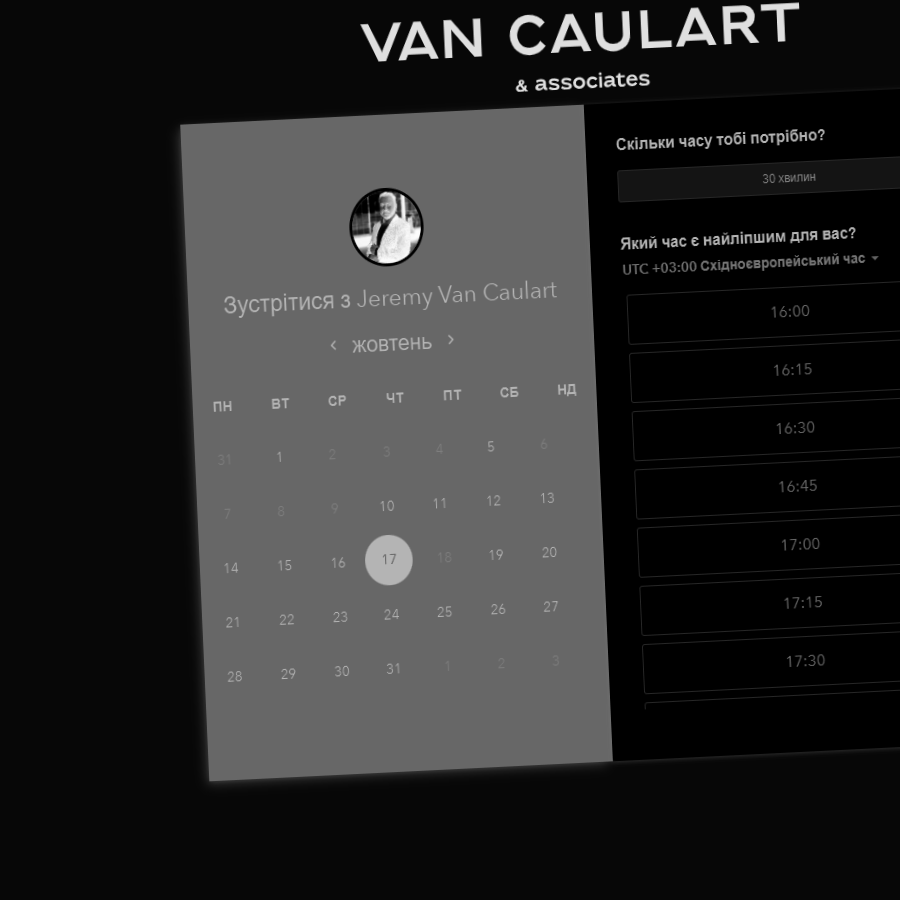 VAN CAULART
& associates
Зустрітися з Jeremy Van Caulart
‹ жовтень ›
ПН ВТ СР ЧТ ПТ СБ НД
31 1 2 3 4 5 6
7 8 9 10 11 12 13
14 15 16 17 18 19 20
21 22 23 24 25 26 27
28 29 30 31 1 2 3
Скільки часу тобі потрібно?
30 хвилин
Який час є найліпшим для вас?
UTC +03:00 Східноєвропейський час
16:00
16:15
16:30
16:45
17:00
17:15
17:30